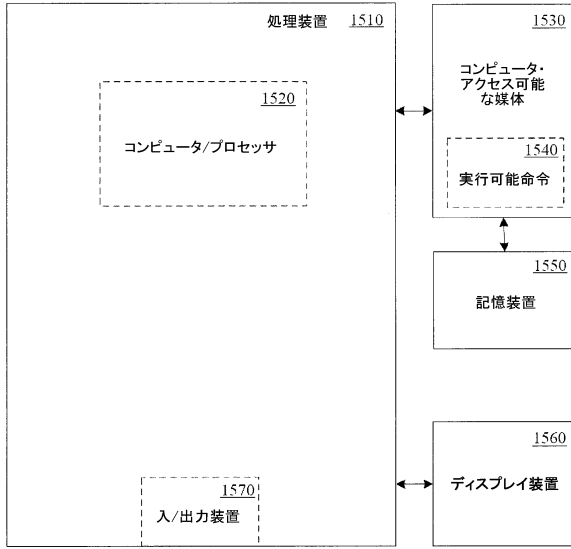 処理装置 1510
1520
コンピュータ/プロセッサ
1530
コンピュータ・
アクセス可能
な媒体
1540
実行可能命令
1550
記憶装置
1560
ディスプレイ装置
1570
入/出力装置